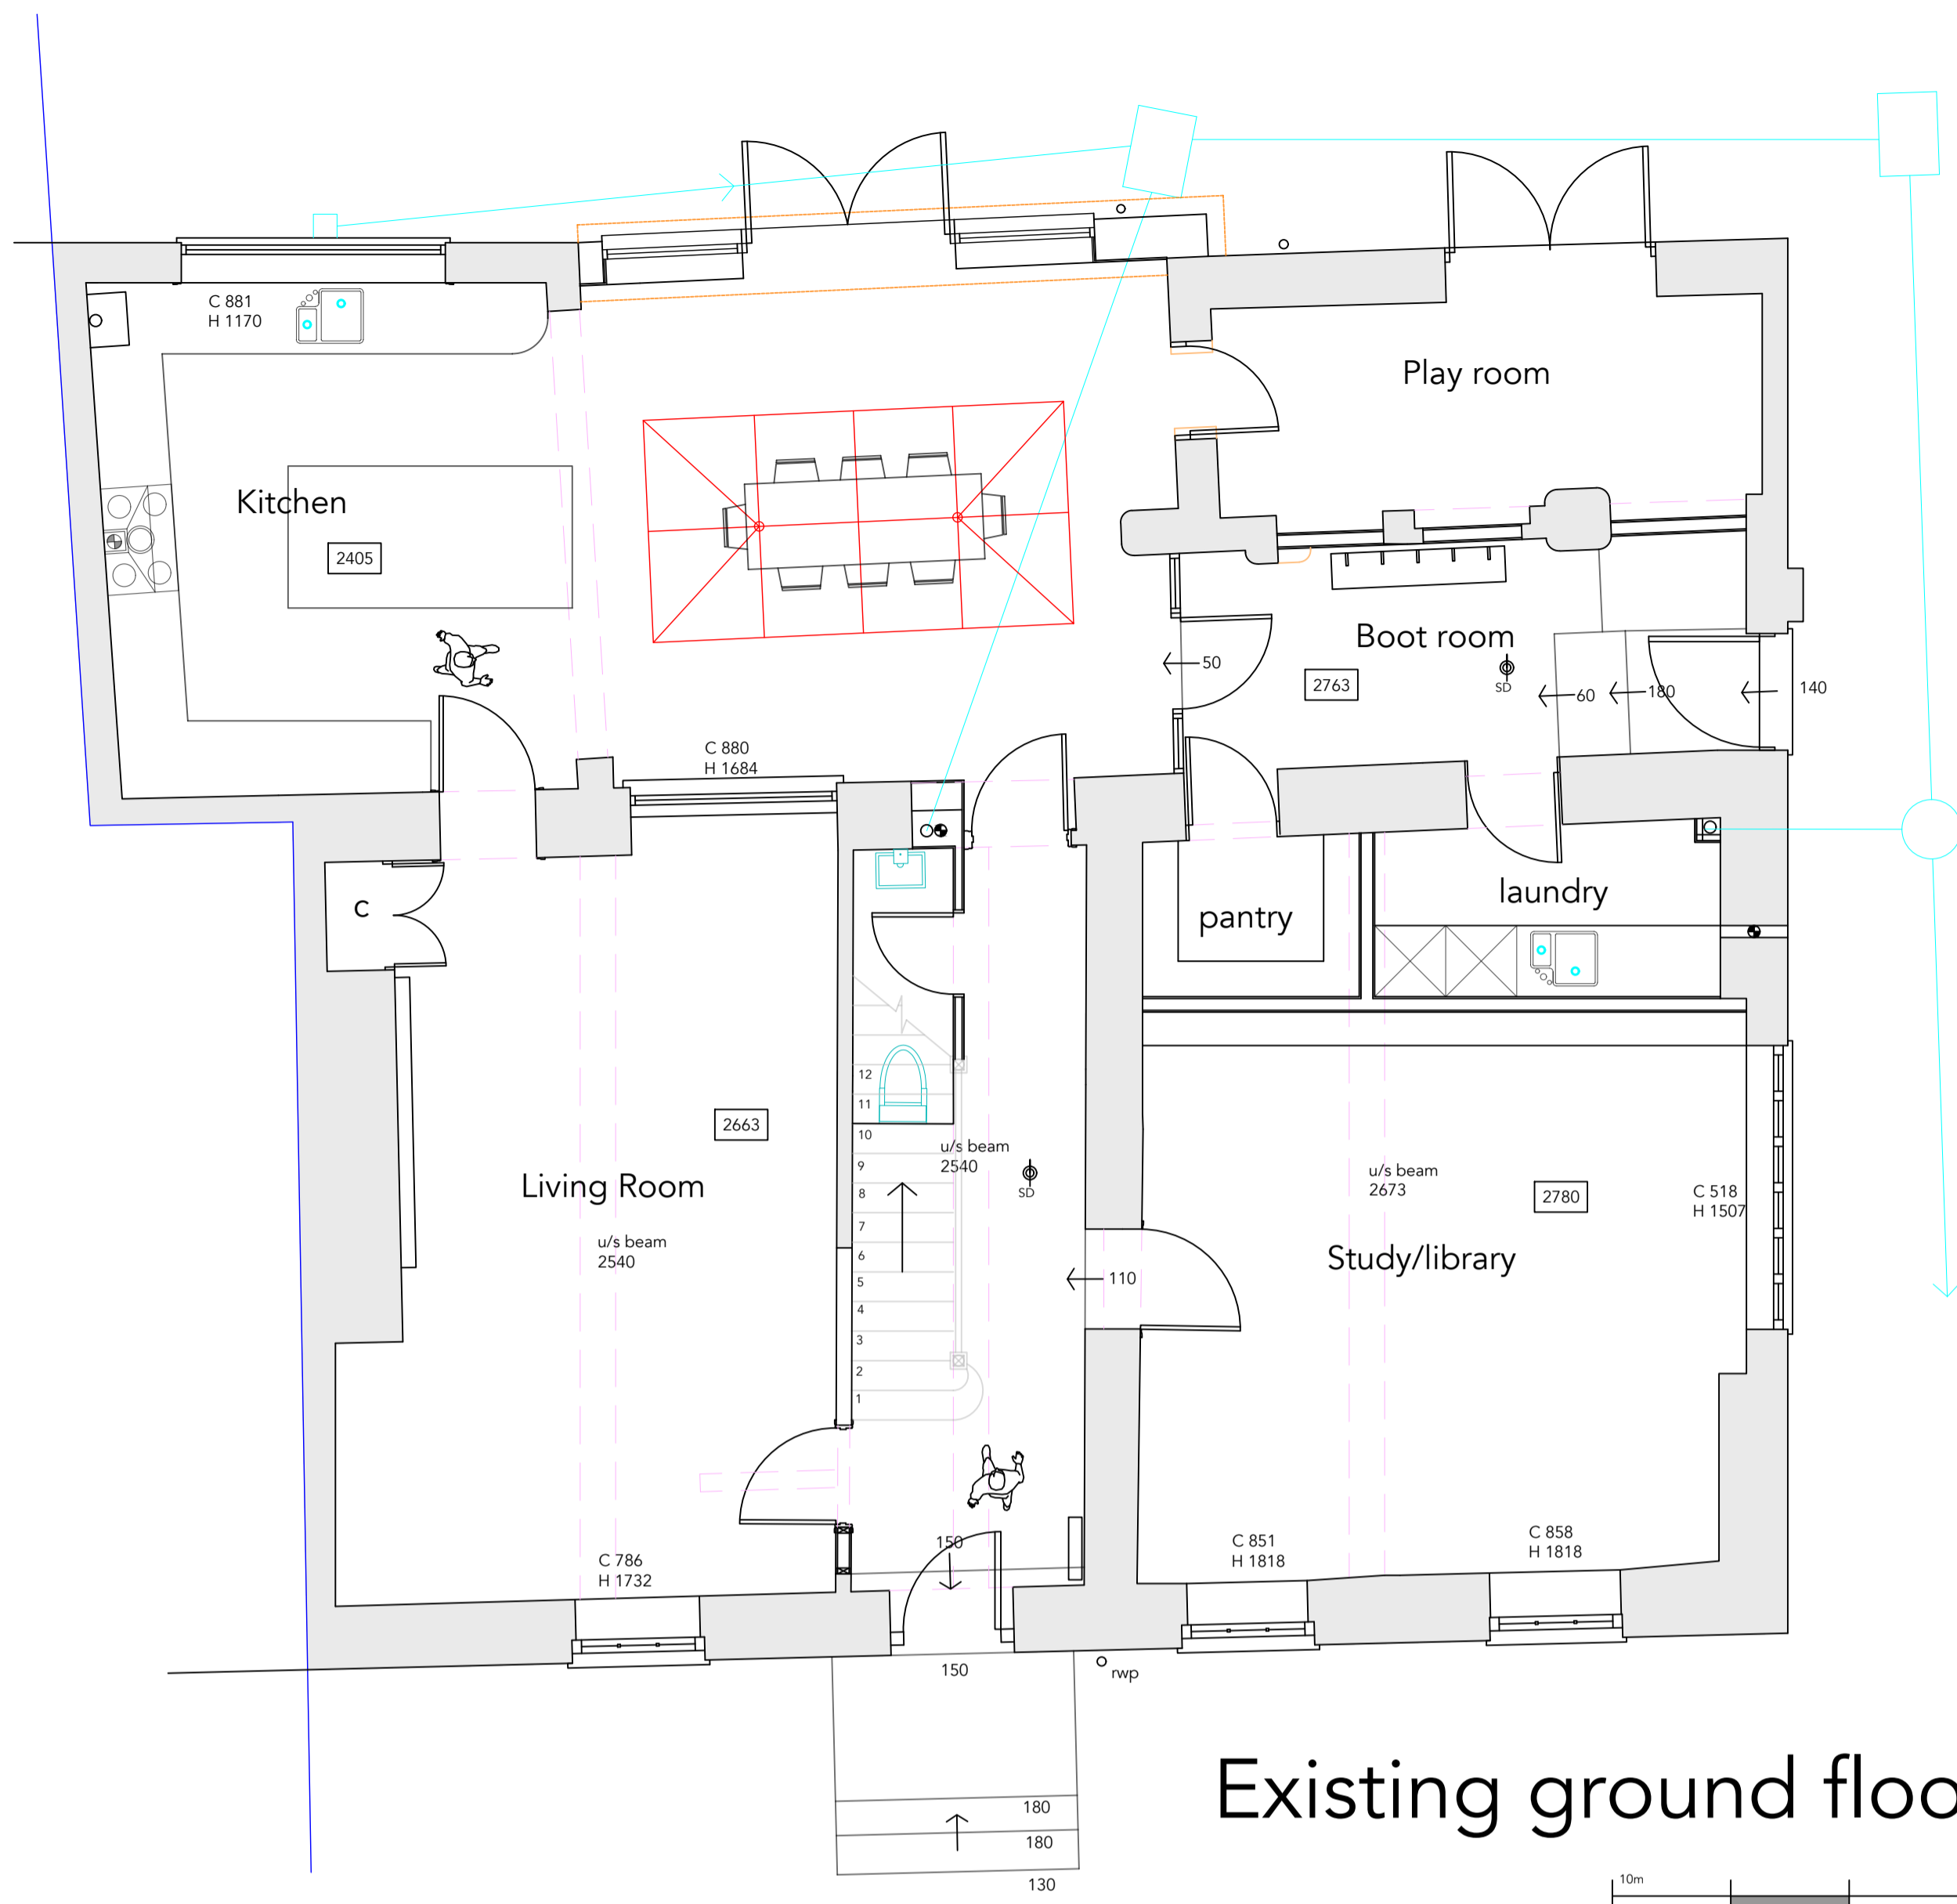 C 881
H 1170
Play room
Kitchen
2405
Boot room
50
SD
2763
60
180
140
C 880
H 1684
C
pantry
laundry
12
11
10
9
8
7
6
5
4
3
2
1
2663
Living Room
u/s beam
2540
u/s beam
2540
SD
u/s beam
2673
2780
C 518
H 1507
Study/library
110
C 786
H 1732
150
C 851
H 1818
C 858
H 1818
150
rwp
180
180
130
Existing ground floo
10m